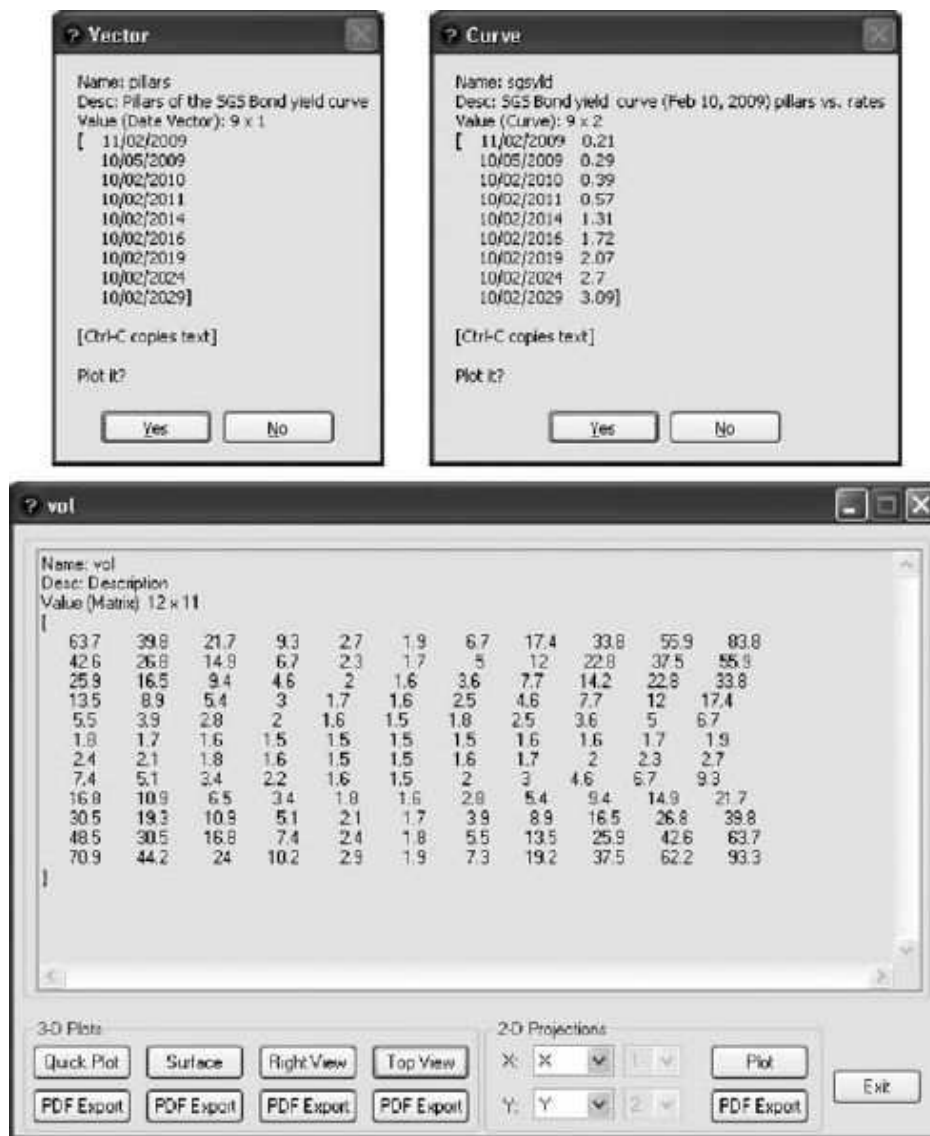 ? Vector
Name: pillars
Desc: Pillars of the SGS Bond yield curve
Value (Date Vector): 9 x 1
[ 11/02/2009
10/05/2009
10/02/2010
10/02/2011
10/02/2014
10/02/2016
10/02/2019
10/02/2024
10/02/2029]
[Ctrl-C copies text]
Plot it?
Yes No
? Curve
Name: sgsyld
Desc: SGS Bond yield curve (Feb 10, 2009) pillars vs. rates
Value (Curve): 9 x 2
[ 11/02/2009 0.21
10/05/2009 0.29
10/02/2010 0.39
10/02/2011 0.57
10/02/2014 1.31
10/02/2016 1.72
10/02/2019 2.07
10/02/2024 2.7
10/02/2029 3.09]
[Ctrl-C copies text]
Plot it?
Yes No
? vol
Name: vol
Desc: Description
Value (Matrix) 12 x 11
[
63.7 39.8 21.7 9.3 2.7 1.9 6.7 17.4 33.8 55.9 83.8
42.6 26.8 14.9 6.7 2.3 1.7 5 12 22.8 37.5 55.9
25.9 16.5 9.4 4.6 2 1.6 3.6 7.7 14.2 22.8 33.8
13.5 8.9 5.4 3 1.7 1.6 2.5 4.6 7.7 12 17.4
5.5 3.9 2.8 2 1.6 1.5 1.8 2.5 3.6 5 6.7
1.8 1.7 1.6 1.5 1.5 1.5 1.5 1.6 1.6 1.7 1.9
2.4 2.1 1.8 1.6 1.5 1.5 1.6 1.7 2 2.3 2.7
7.4 5.1 3.4 2.2 1.6 1.5 2 3 4.6 6.7 9.3
16.8 10.9 6.5 3.4 1.8 1.6 2.8 5.4 9.4 14.9 21.7
30.5 19.3 10.9 5.1 2.1 1.7 3.9 8.9 16.5 26.8 39.8
48.5 30.5 16.8 7.4 2.4 1.8 5.5 13.5 25.9 42.6 63.7
70.9 44.2 24 10.2 2.9 1.9 7.3 19.2 37.5 62.2 93.3
]
3-D Plots
Quick Plot Surface Right View Top View
PDF Export PDF Export PDF Export PDF Export
2-D Projections
X: X 1 Plot
Y: Y 2 PDF Export
Exit